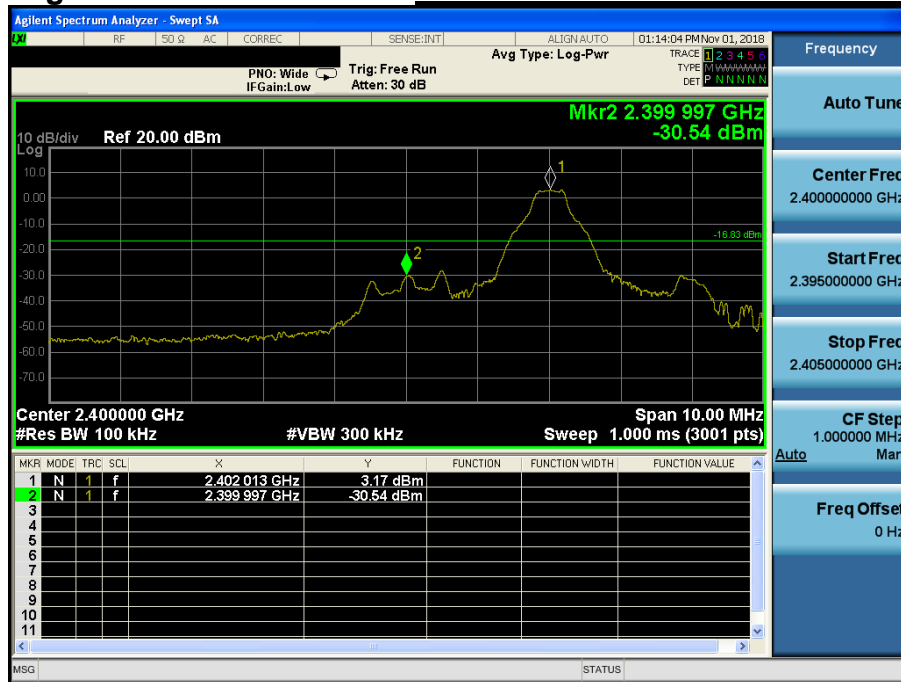 Agilent Spectrum Analyzer - Swept SA
LXI RF 50 Ω AC CORREC SENSE:INT ALIGN AUTO 01:14:04 PM Nov 01, 2018
Avg Type: Log-Pwr TRACE 1 2 3 4 5 6
PNO: Wide Trig: Free Run TYPE M W W W W W
IFGain:Low Atten: 30 dB DET P N N N N N
Mkr2 2.399 997 GHz
-30.54 dBm
10 dB/div Ref 20.00 dBm
Log
10.0
0.00
-10.0
-20.0
-30.0
-40.0
-50.0
-60.0
-70.0
1
-16.83 dBm
2
Center 2.400000 GHz Span 10.00 MHz
#Res BW 100 kHz #VBW 300 kHz Sweep 1.000 ms (3001 pts)
MKR MODE TRC SCL X Y FUNCTION FUNCTION WIDTH FUNCTION VALUE
1 N 1 f 2.402 013 GHz 3.17 dBm
2 N 1 f 2.399 997 GHz -30.54 dBm
3
4
5
6
7
8
9
10
11
MSG STATUS
Frequency
Auto Tune
Center Freq
2.400000000 GHz
Start Freq
2.395000000 GHz
Stop Freq
2.405000000 GHz
CF Step
1.000000 MHz
Auto Man
Freq Offset
0 Hz